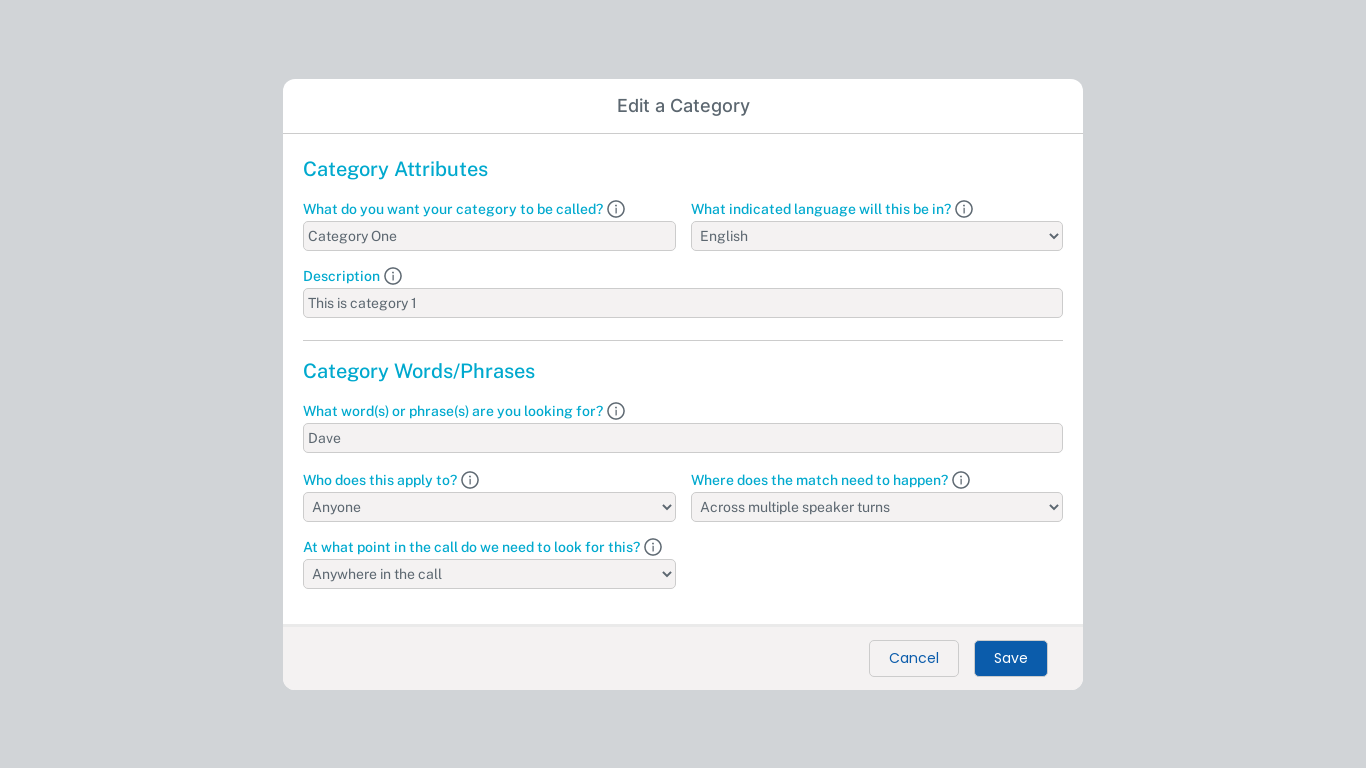 Edit a Category
Category Attributes
What do you want your category to be called?
What indicated language will this be in?
Category One
English
Description
This is category 1
Category Words/Phrases
What word(s) or phrase(s) are you looking for?
Dave
Who does this apply to?
Where does the match need to happen?
Anyone
Across multiple speaker turns
At what point in the call do we need to look for this?
Anywhere in the call
Cancel
Save